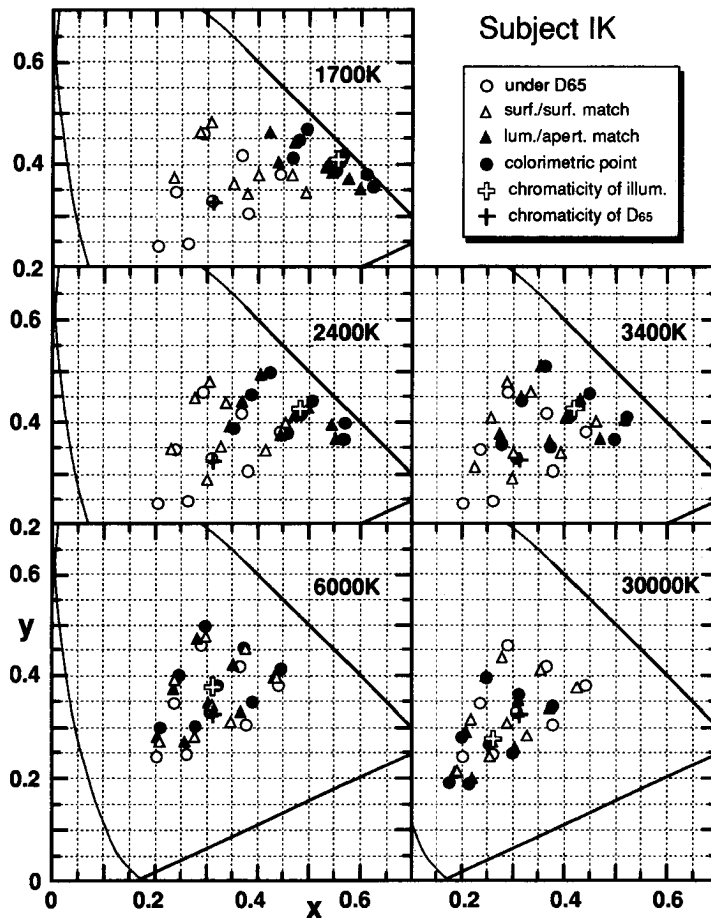 Subject IK
1700K
○ under D65
△ surf./surf. match
▲ lum./apert. match
● colorimetric point
chromaticity of illum.
chromaticity of D65
0.6
0.4
0.2
2400K
3400K
0.6
0.4
0.2
6000K
30000K
0.6
y
0.4
0.2
0
0 0.2 0.4 0.6 0.2 0.4 0.6
x